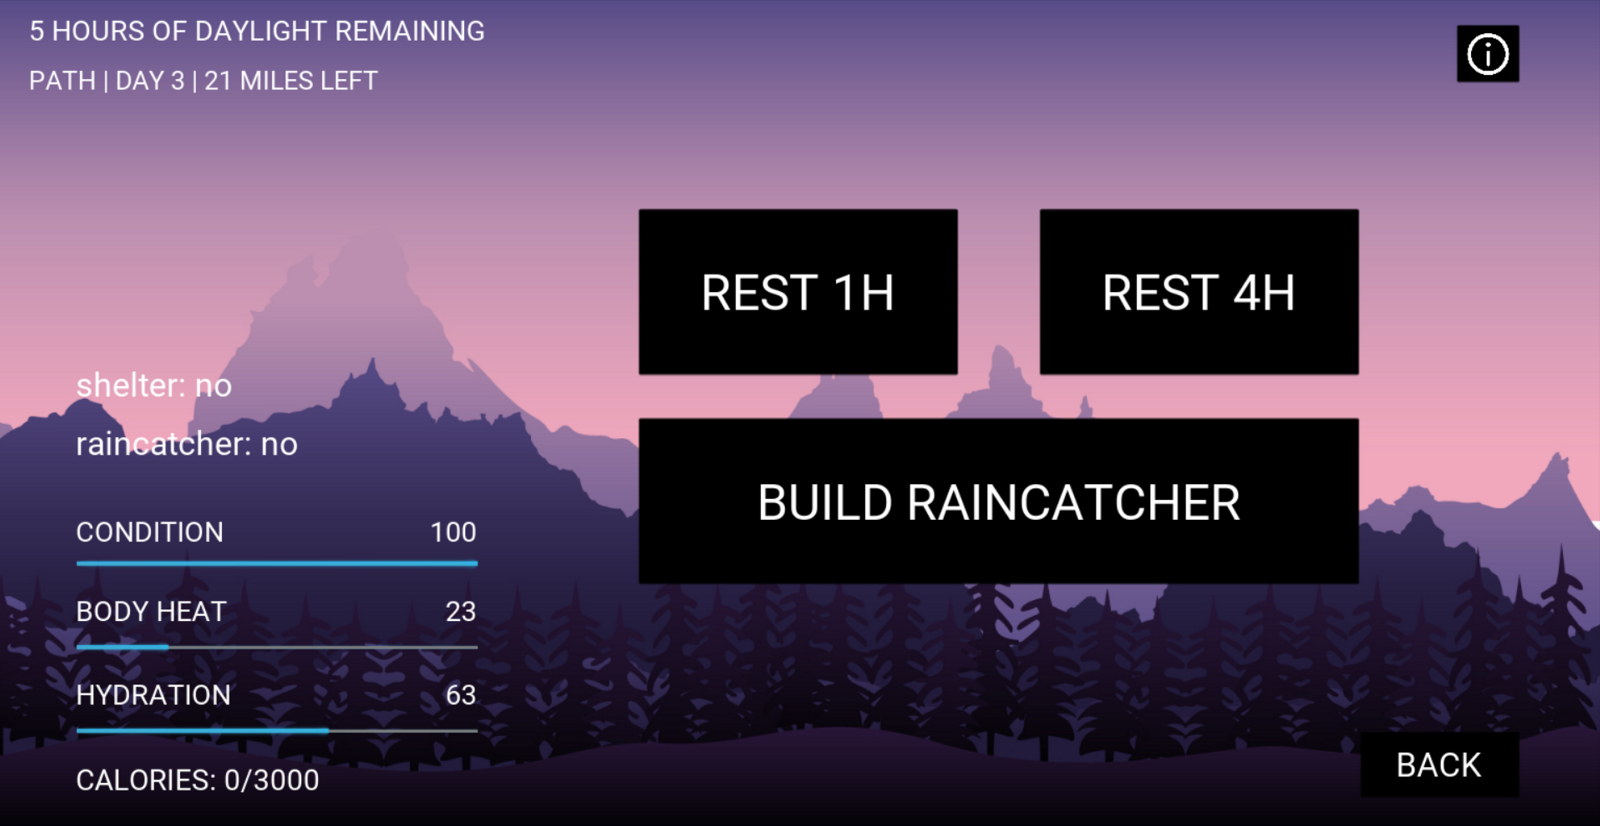 5 HOURS OF DAYLIGHT REMAINING
PATH | DAY 3 | 21 MILES LEFT
REST 1H
REST 4H
shelter: no
raincatcher: no
BUILD RAINCATCHER
CONDITION 100
BODY HEAT 23
HYDRATION 63
CALORIES: 0/3000
BACK